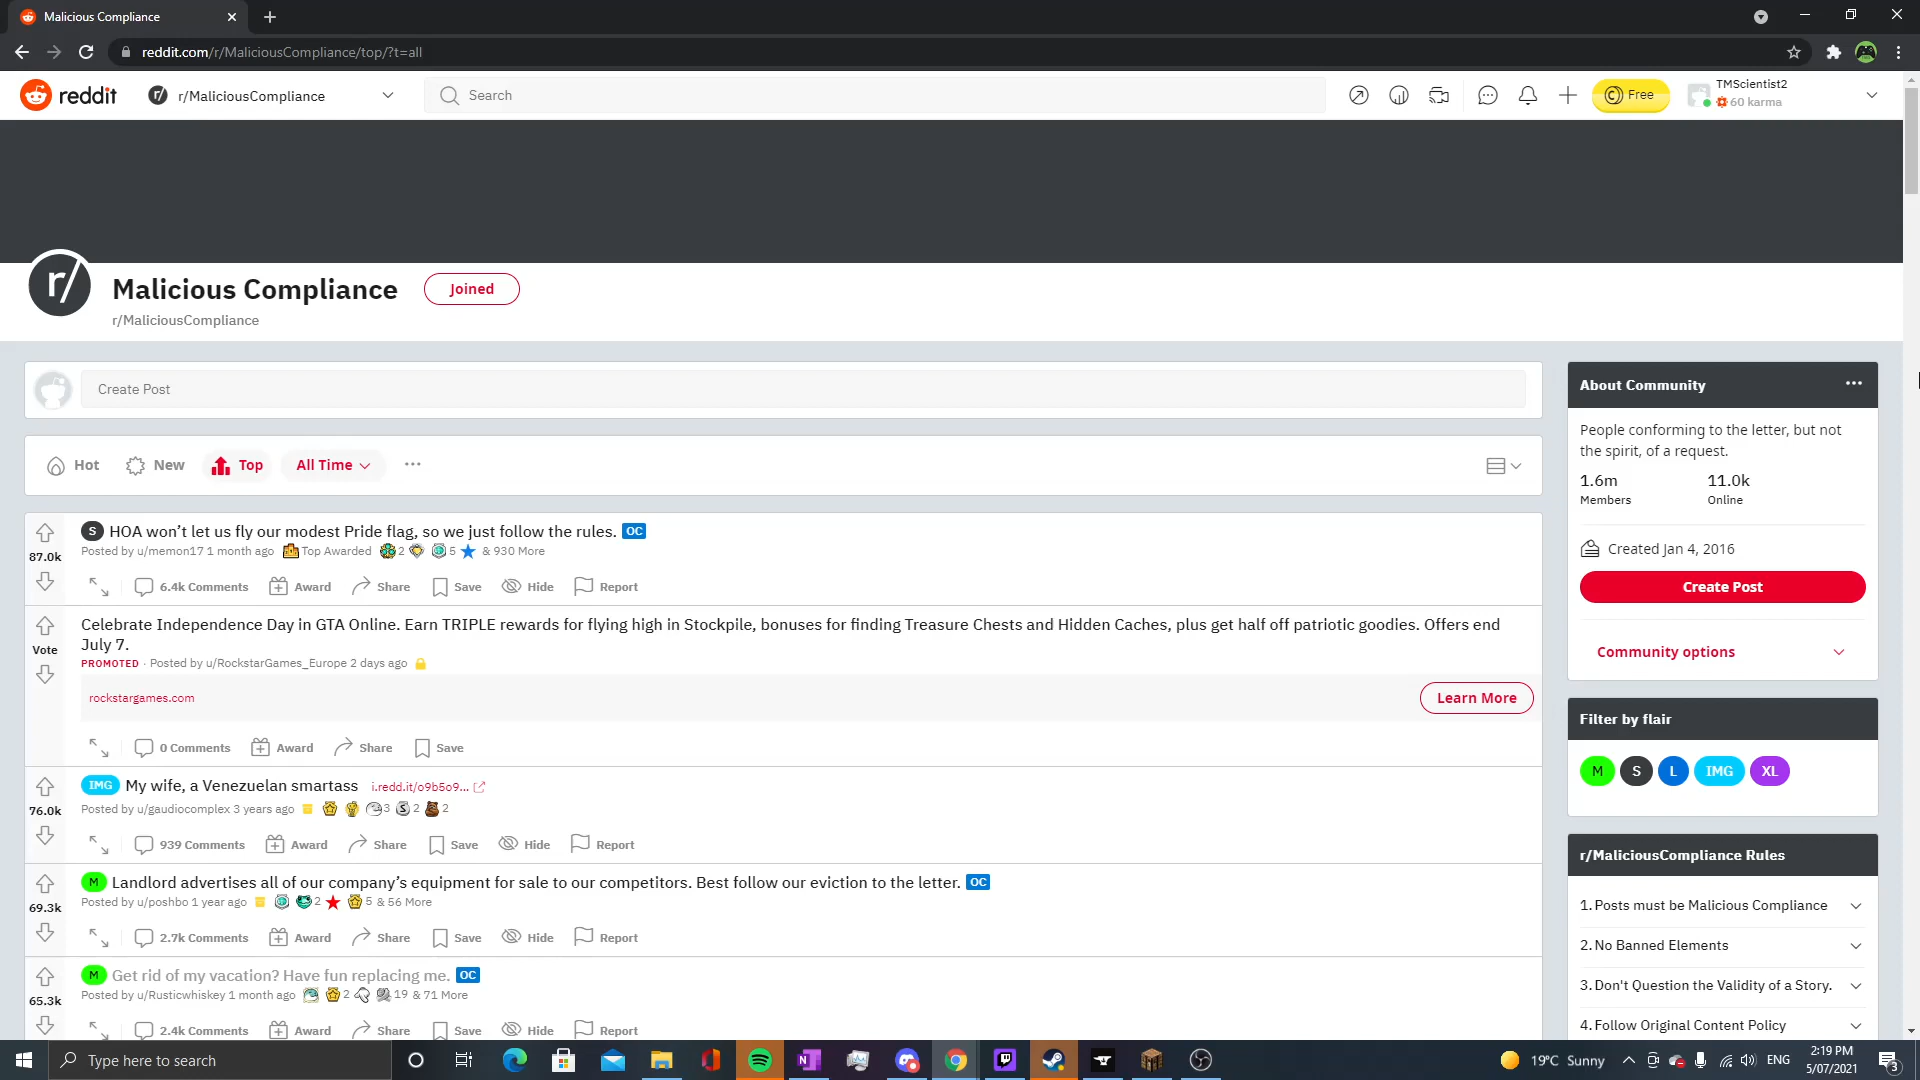 Malicious Compliance
reddit.com/r/MaliciousCompliance/top/?t=all
reddit
r/MaliciousCompliance
Search
Free
TMScientist2
60 karma
r/
Malicious Compliance
Joined
r/MaliciousCompliance
Create Post
Hot
New
Top
All Time
87.0k
S HOA won't let us fly our modest Pride flag, so we just follow the rules. OC
Posted by u/memon17 1 month ago Top Awarded 2 5 & 930 More
6.4k Comments Award Share Save Hide Report
Vote
Celebrate Independence Day in GTA Online. Earn TRIPLE rewards for flying high in Stockpile, bonuses for finding Treasure Chests and Hidden Caches, plus get half off patriotic goodies. Offers end
July 7.
PROMOTED · Posted by u/RockstarGames_Europe 2 days ago
rockstargames.com
Learn More
0 Comments Award Share Save
76.0k
IMG My wife, a Venezuelan smartass i.redd.it/o9b5o9...
Posted by u/gaudiocomplex 3 years ago 3 2 2
939 Comments Award Share Save Hide Report
69.3k
M Landlord advertises all of our company's equipment for sale to our competitors. Best follow our eviction to the letter. OC
Posted by u/poshbo 1 year ago 2 5 & 56 More
2.7k Comments Award Share Save Hide Report
65.3k
M Get rid of my vacation? Have fun replacing me. OC
Posted by u/Rusticwhiskey 1 month ago 2 19 & 71 More
2.4k Comments Award Share Save Hide Report
About Community
People conforming to the letter, but not
the spirit, of a request.
1.6m 11.0k
Members Online
Created Jan 4, 2016
Create Post
Community options
Filter by flair
M S L IMG XL
r/MaliciousCompliance Rules
1. Posts must be Malicious Compliance
2. No Banned Elements
3. Don't Question the Validity of a Story.
4. Follow Original Content Policy
Type here to search
19°C Sunny
ENG
2:19 PM
5/07/2021
3